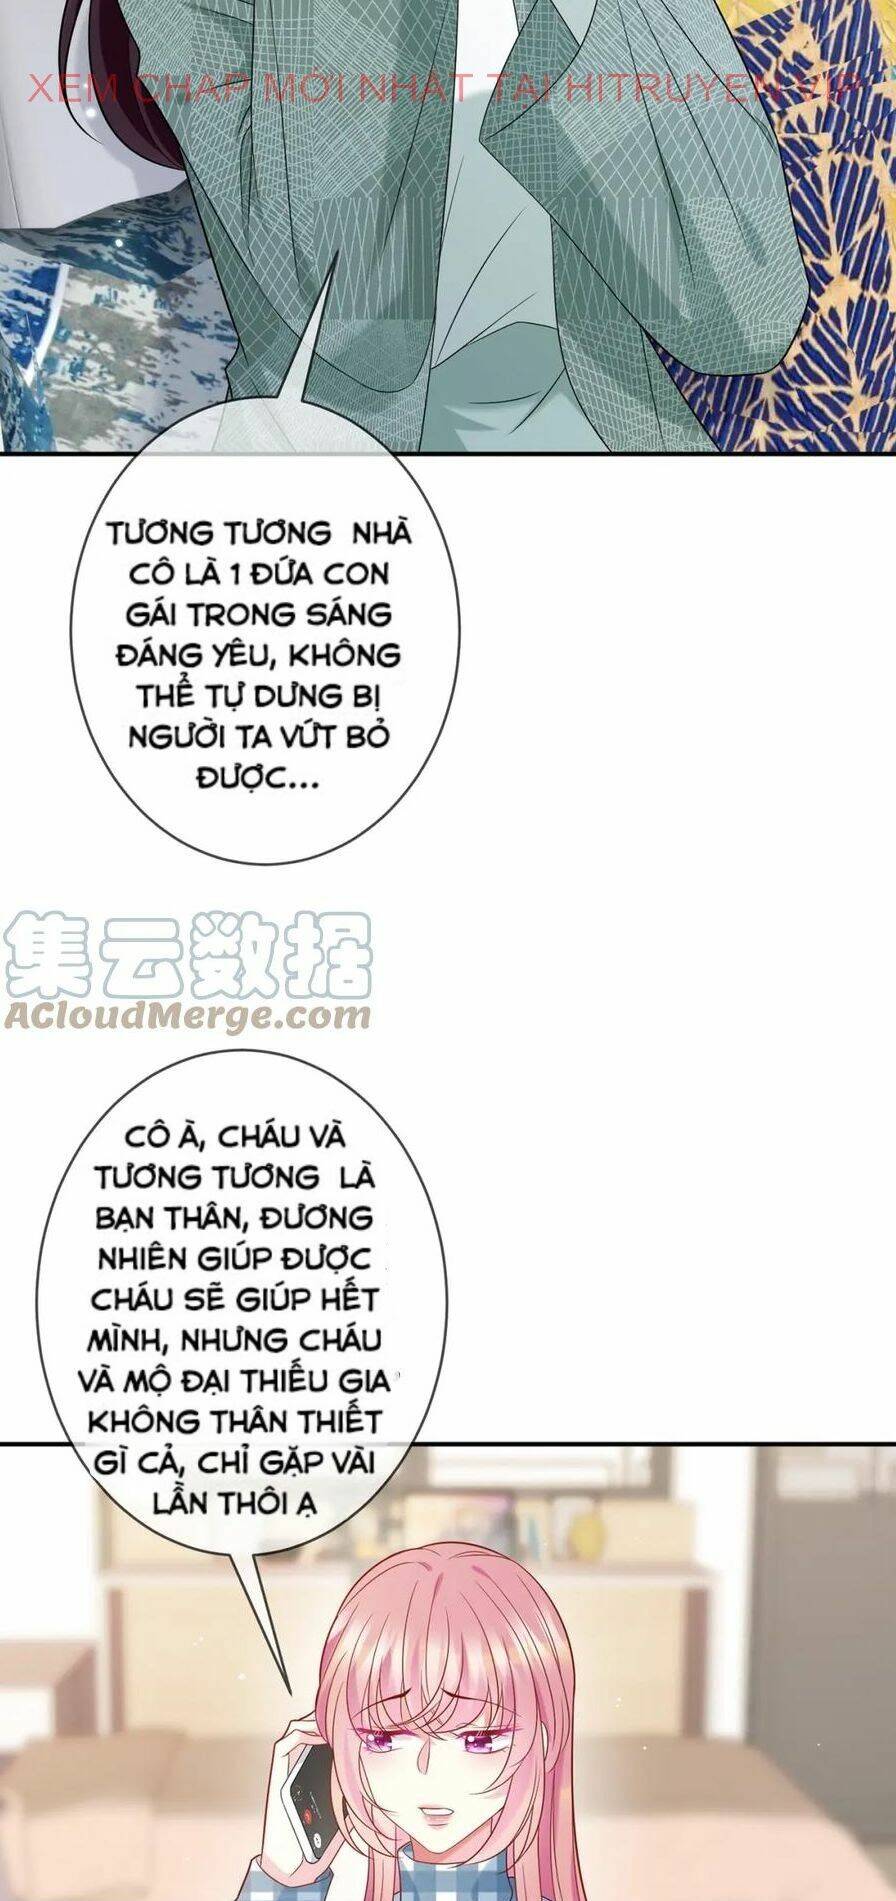 XEM CHAP MỚI NHẤT TẠI HITRUYEN.VIP
TƯƠNG TƯƠNG NHÀ
CÔ LÀ 1 ĐỨA CON
GÁI TRONG SÁNG
ĐÁNG YÊU, KHÔNG
THỂ TỰ DƯNG BỊ
NGƯỜI TA VỨT BỎ
ĐƯỢC...
集云数据
ACloudMerge.com
CÔ À, CHÁU VÀ
TƯƠNG TƯƠNG LÀ
BẠN THÂN, ĐƯƠNG
NHIÊN GIÚP ĐƯỢC
CHÁU SẼ GIÚP HẾT
MÌNH, NHƯNG CHÁU
VÀ MỘ ĐẠI THIẾU GIA
KHÔNG THÂN THIẾT
GÌ CẢ, CHỈ GẶP VÀI
LẦN THÔI Ạ